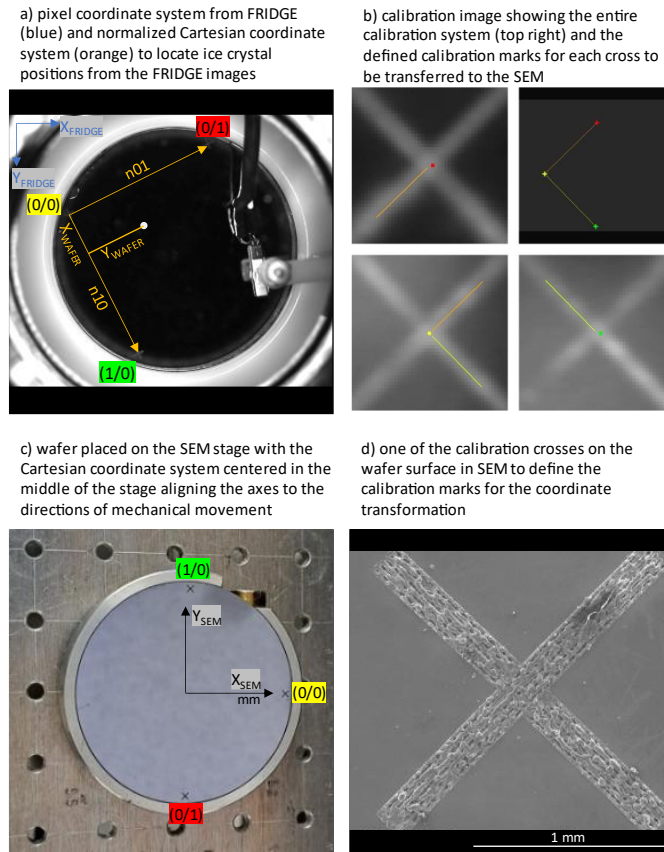 a) pixel coordinate system from FRIDGE
(blue) and normalized Cartesian coordinate
system (orange) to locate ice crystal
positions from the FRIDGE images
b) calibration image showing the entire
calibration system (top right) and the
defined calibration marks for each cross to
be transferred to the SEM
XFRIDGE
(0/1)
YFRIDGE
n01
(0/0)
XWAFER
YWAFER
n10
(1/0)
c) wafer placed on the SEM stage with the
Cartesian coordinate system centered in the
middle of the stage aligning the axes to the
directions of mechanical movement
d) one of the calibration crosses on the
wafer surface in SEM to define the
calibration marks for the coordinate
transformation
(1/0)
YSEM
XSEM
mm
(0/0)
(0/1)
1 mm